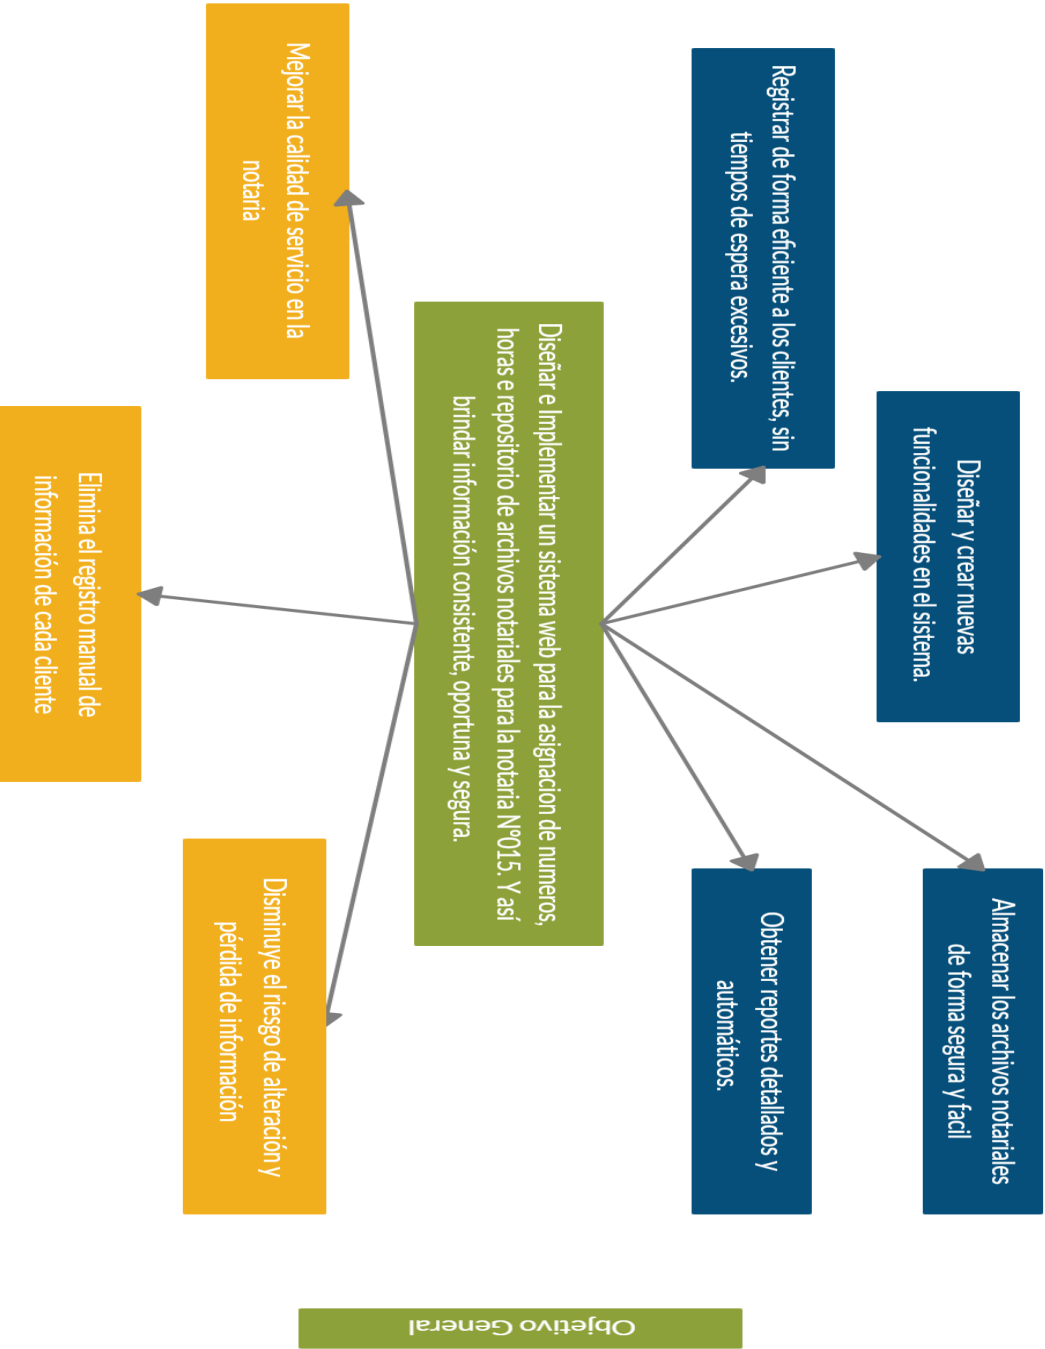 Diseñar y crear nuevas
funcionalidades en el sistema.
Almacenar los archivos notariales
de forma segura y facil
Registrar de forma eficiente a los clientes, sin
tiempos de espera excesivos.
Obtener reportes detallados y
automáticos.
Diseñar e Implementar un sistema web para la asignacion de numeros,
horas e repositorio de archivos notariales para la notaria N°015. Y así
brindar información consistente, oportuna y segura.
Mejorar la calidad de servicio en la
notaria
Disminuye el riesgo de alteración y
pérdida de información
Elimina el registro manual de
información de cada cliente
Objetivo General